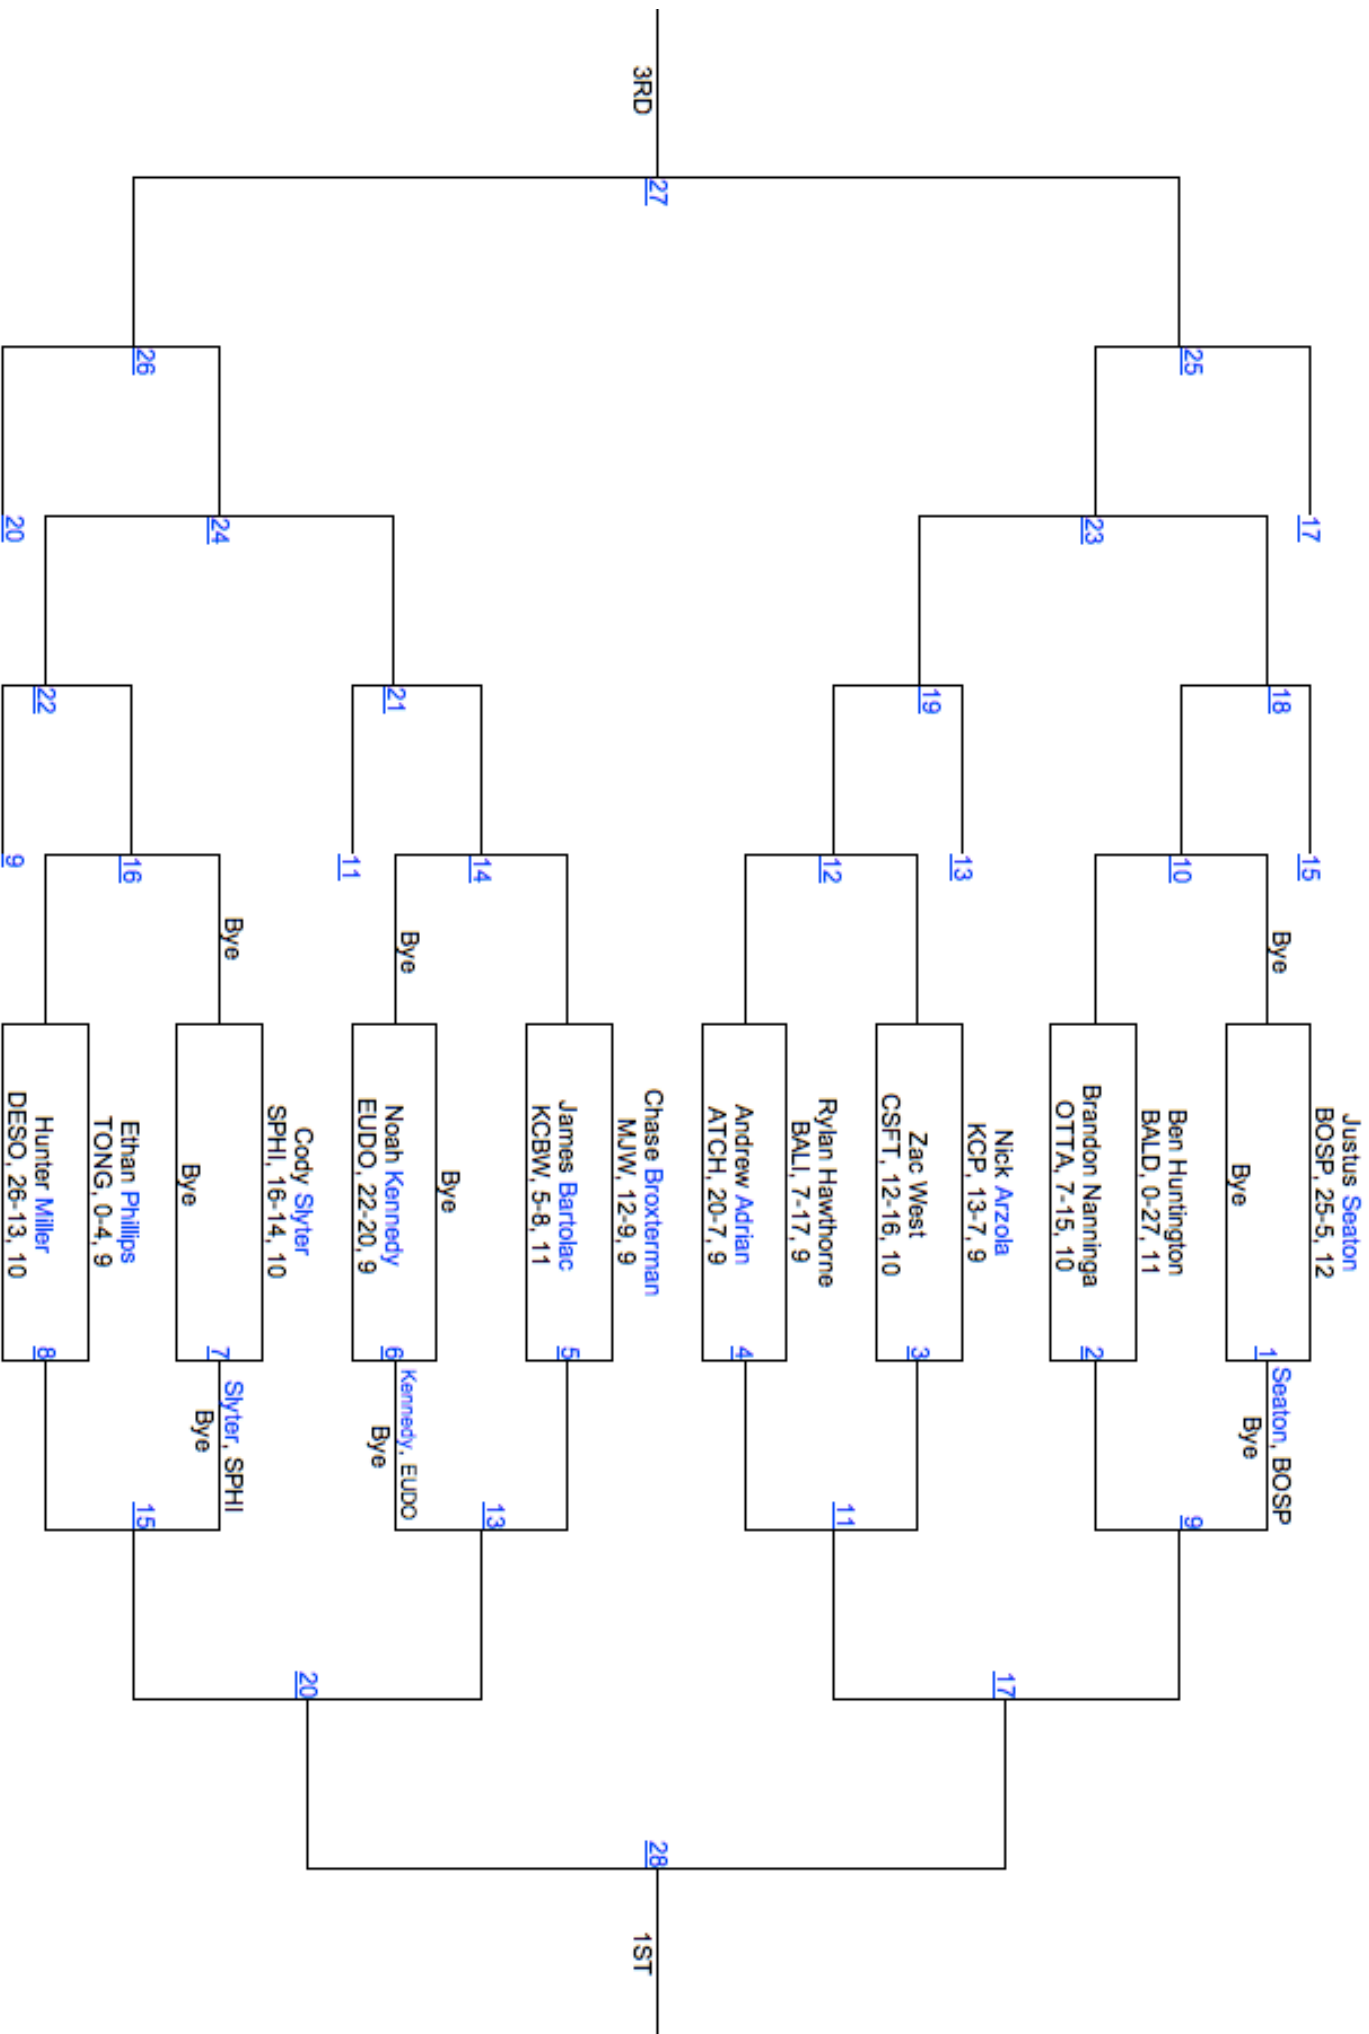 Justus Seaton
BOSP, 25-5, 12
Bye
1
Ben Huntington
BALD, 0-27, 11
Brandon Nanninga
OTTA, 7-15, 10
2
Nick Arzola
KCP, 13-7, 9
Zac West
CSFT, 12-16, 10
3
Rylan Hawthorne
BALI, 7-17, 9
Andrew Adrian
ATCH, 20-7, 9
4
Chase Broxterman
MJW, 12-9, 9
James Bartolac
KCBW, 5-8, 11
5
Bye
Noah Kennedy
EUDO, 22-20, 9
6
Cody Slyter
SPHI, 16-14, 10
Bye
7
Ethan Phillips
TONG, 0-4, 9
Hunter Miller
DESO, 26-13, 10
8
Seaton, BOSP
Bye
9
11
Kennedy, EUDO
Bye
13
Slyter, SPHI
Bye
15
17
20
28
1ST
Bye
15
10
13
12
14
Bye
11
Bye
16
9
18
19
21
22
17
23
24
20
25
26
27
3RD